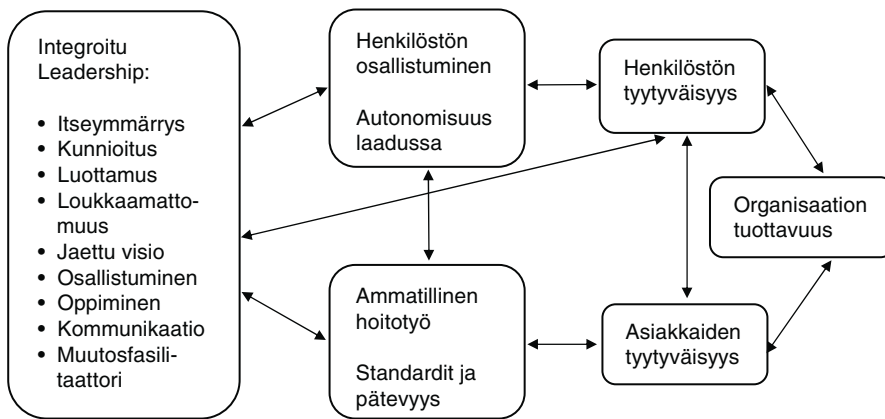 Integroitu
Leadership:
• Itseymmärrys
• Kunnioitus
• Luottamus
• Loukkaamatto-
muus
• Jaettu visio
• Osallistuminen
• Oppiminen
• Kommunikaatio
• Muutosfasili-
taattori
Henkilöstön
osallistuminen
Autonomisuus
laadussa
Ammatillinen
hoitotyö
Standardit ja
pätevyys
Henkilöstön
tyytyväisyys
Asiakkaiden
tyytyväisyys
Organisaation
tuottavuus